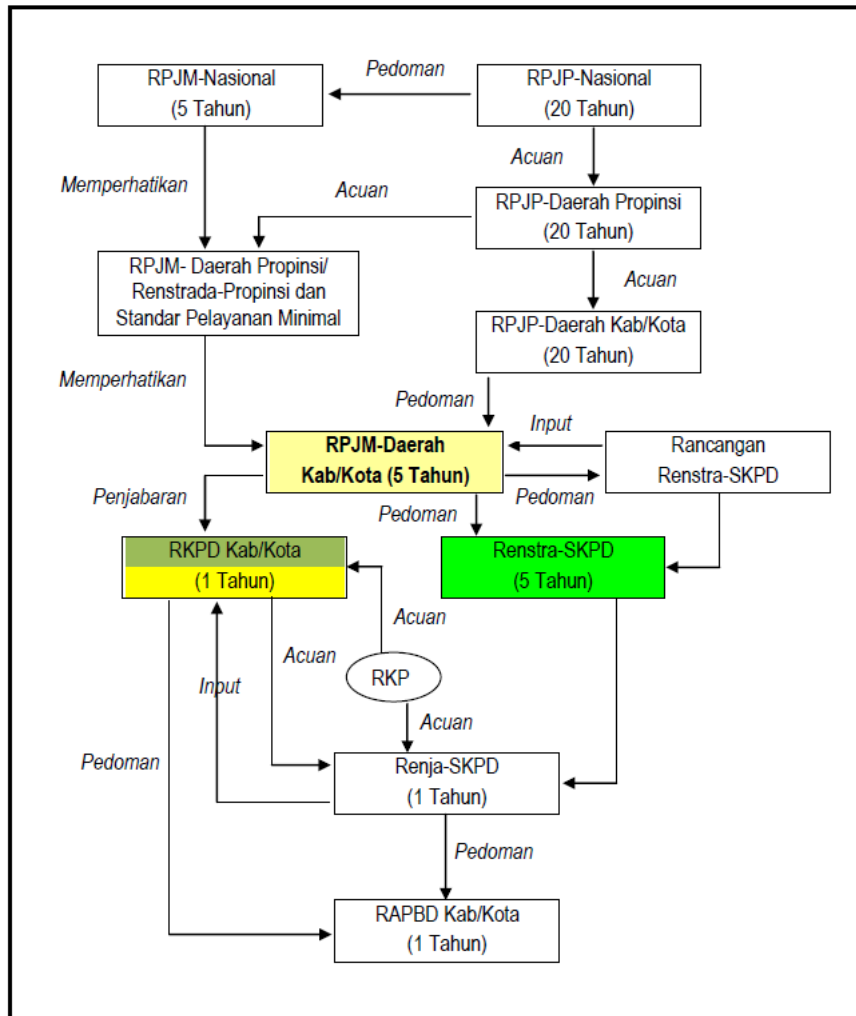 RPJM-Nasional
(5 Tahun)
Pedoman
RPJP-Nasional
(20 Tahun)
Memperhatikan
Acuan
Acuan
RPJP-Daerah Propinsi
(20 Tahun)
RPJM- Daerah Propinsi/
Renstrada-Propinsi dan
Standar Pelayanan Minimal
Acuan
RPJP-Daerah Kab/Kota
(20 Tahun)
Memperhatikan
Pedoman
Input
RPJM-Daerah
Kab/Kota (5 Tahun)
Rancangan
Renstra-SKPD
Penjabaran
Pedoman
Pedoman
RKPD Kab/Kota
(1 Tahun)
Renstra-SKPD
(5 Tahun)
Acuan
Acuan
Input
RKP
Acuan
Pedoman
Renja-SKPD
(1 Tahun)
Pedoman
RAPBD Kab/Kota
(1 Tahun)